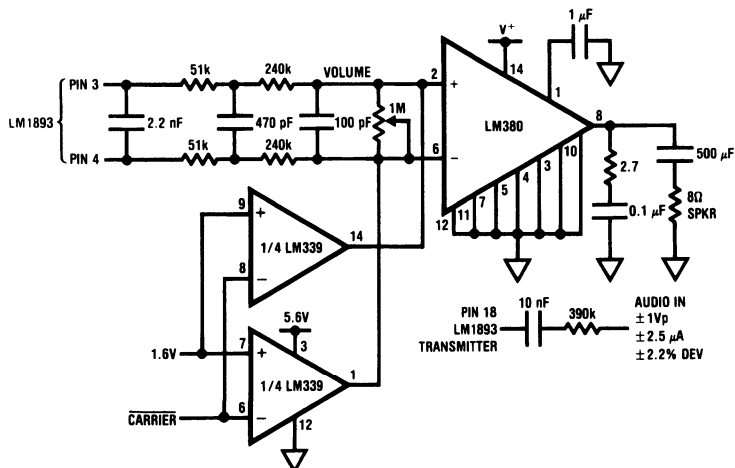 V+
1 μF
51k
240k
VOLUME
2
14
1
PIN 3
+
1M
8
LM1893
2.2 nF
470 pF
100 pF
LM380
PIN 4
51k
240k
6
−
10
2.7
500 μF
3
4
5
7
11
12
0.1 μF
8Ω
SPKR
9
+
1/4 LM339
14
8
−
5.6V
10 nF
PIN 18
LM1893
TRANSMITTER
390k
AUDIO IN
±1Vp
±2.5 μA
±2.2% DEV
1.6V
7
+
3
1/4 LM339
1
CARRIER
6
−
12